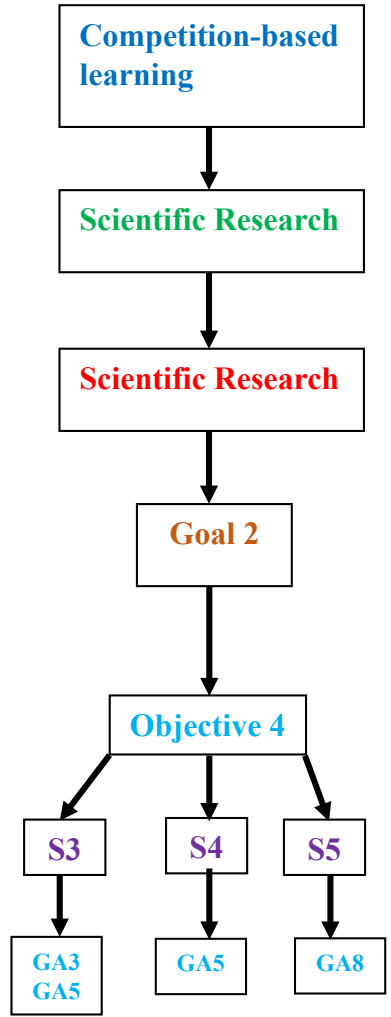 Competition-based
learning
Scientific Research
Scientific Research
Goal 2
Objective 4
S3
S4
S5
GA3
GA5
GA5
GA8